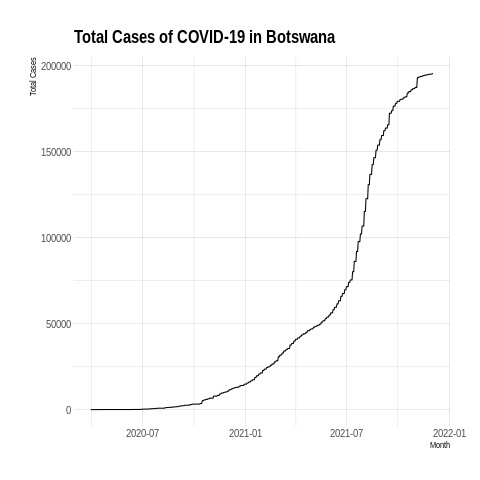 Total Cases of COVID-19 in Botswana
Total Cases
200000
150000
100000
50000
0
2020-07 2021-01 2021-07 2022-01
Month